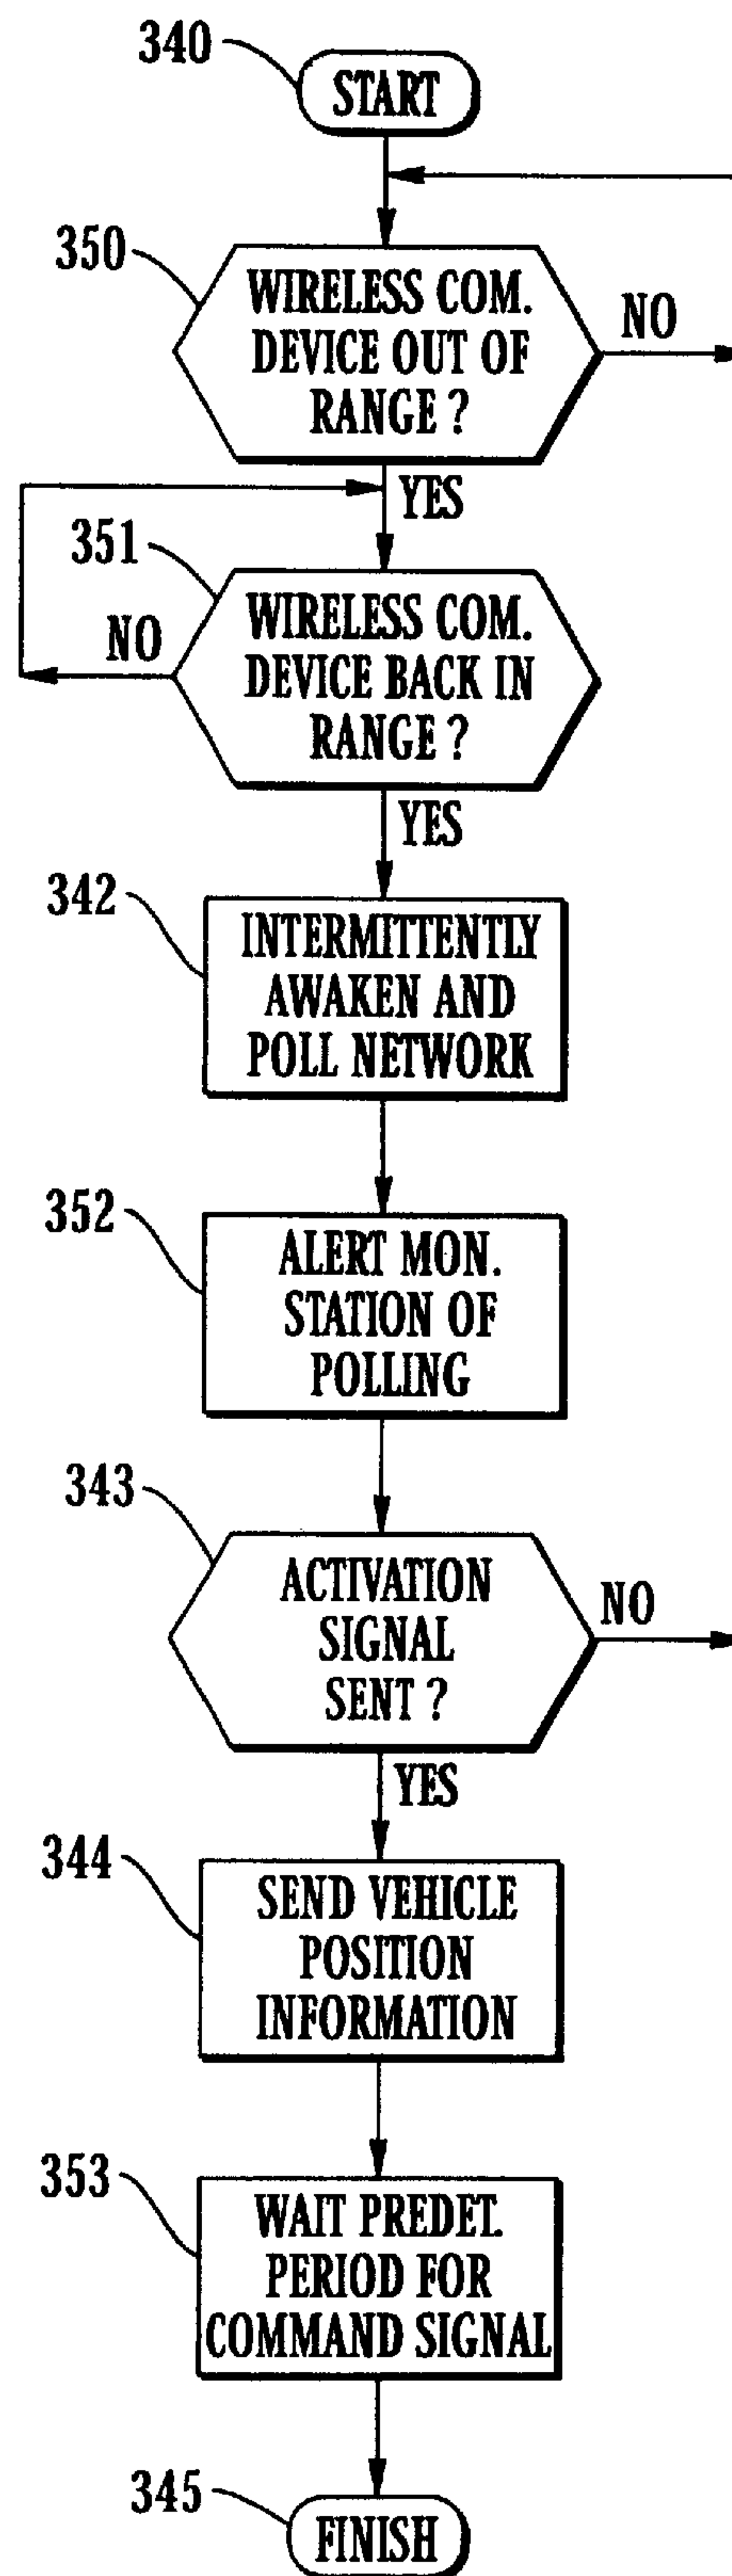 340
START
350
WIRELESS COM.
DEVICE OUT OF
RANGE ?
NO
YES
351
WIRELESS COM.
DEVICE BACK IN
RANGE ?
NO
YES
342
INTERMITTENTLY
AWAKEN AND
POLL NETWORK
352
ALERT MON.
STATION OF
POLLING
343
ACTIVATION
SIGNAL
SENT ?
NO
YES
344
SEND VEHICLE
POSITION
INFORMATION
353
WAIT PREDET.
PERIOD FOR
COMMAND SIGNAL
345
FINISH